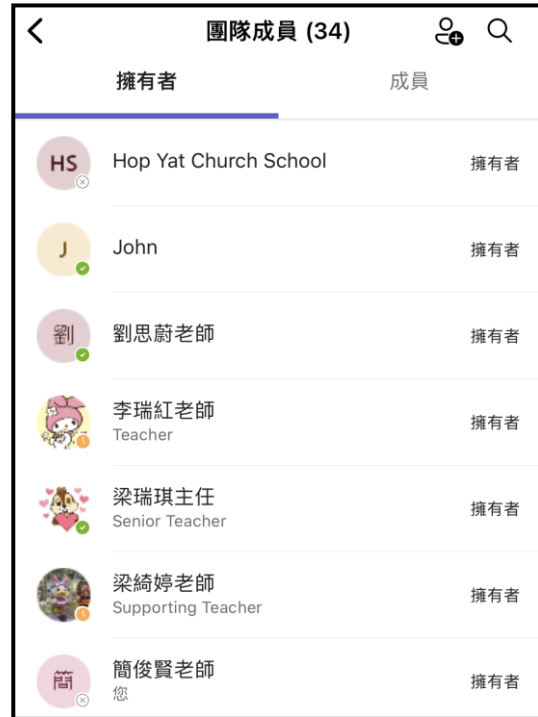 團隊成員 (34)
擁有者
成員
HS
Hop Yat Church School
擁有者
J
John
擁有者
劉
劉思蔚老師
擁有者
李瑞紅老師
Teacher
擁有者
梁瑞琪主任
Senior Teacher
擁有者
梁綺婷老師
Supporting Teacher
擁有者
簡
簡俊賢老師
您
擁有者